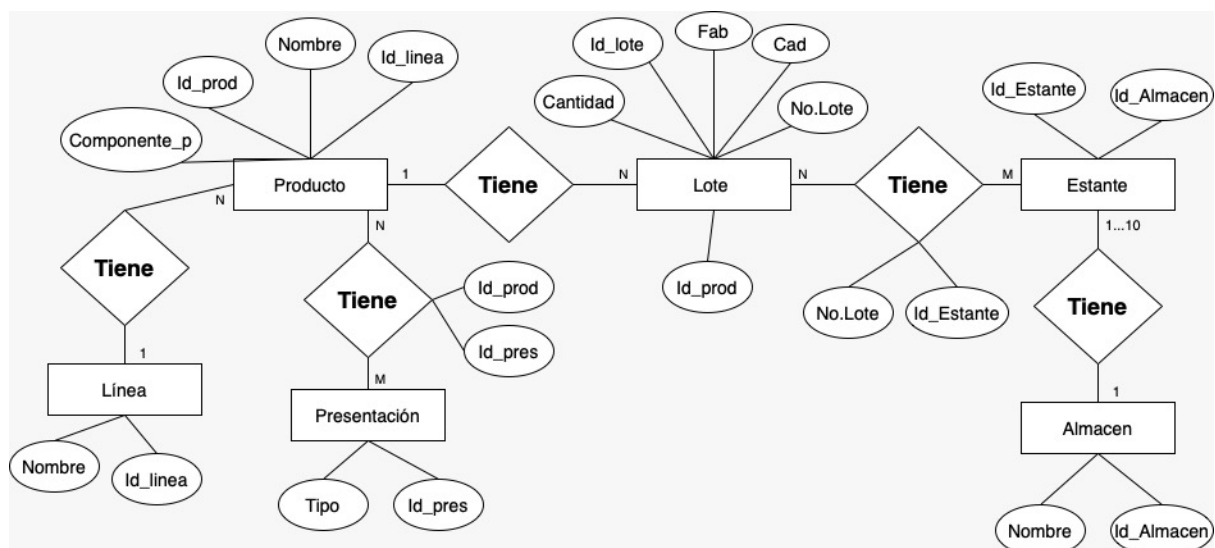 Nombre
Id_prod
Id_linea
Componente_p
Producto
Id_lote
Fab
Cad
Cantidad
No.Lote
Id_Estante
Id_Almacen
1
Tiene
N
Lote
N
Tiene
M
Estante
N
N
1...10
Tiene
Tiene
Id_prod
Id_pres
Id_prod
No.Lote
Id_Estante
Tiene
1
Línea
M
Presentación
1
Almacen
Nombre
Id_linea
Tipo
Id_pres
Nombre
Id_Almacen